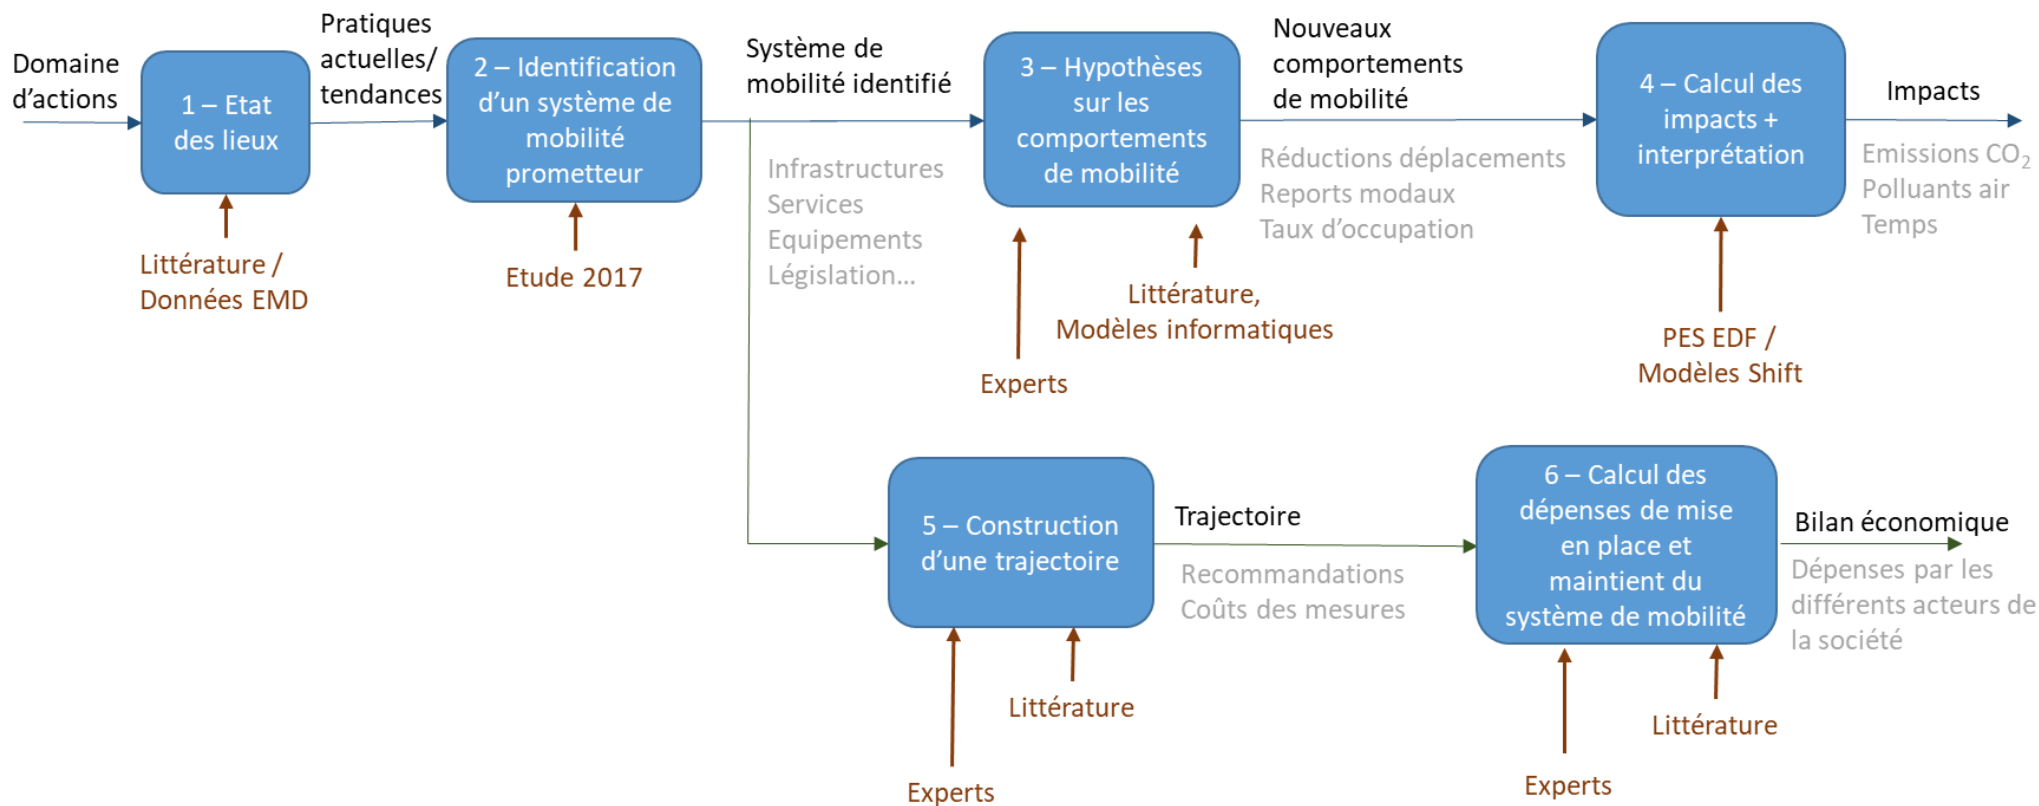 Domaine
d'actions
1 – Etat
des lieux
Littérature /
Données EMD
Pratiques
actuelles/
tendances
2 – Identification
d'un système de
mobilité
prometteur
Etude 2017
Système de
mobilité identifié
Infrastructures
Services
Equipements
Législation...
3 – Hypothèses
sur les
comportements
de mobilité
Experts
Littérature,
Modèles informatiques
Nouveaux
comportements
de mobilité
Réductions déplacements
Reports modaux
Taux d'occupation
4 – Calcul des
impacts +
interprétation
PES EDF /
Modèles Shift
Impacts
Emissions CO₂
Polluants air
Temps
5 – Construction
d'une trajectoire
Experts
Littérature
Trajectoire
Recommandations
Coûts des mesures
6 – Calcul des
dépenses de mise
en place et
maintient du
système de mobilité
Experts
Littérature
Bilan économique
Dépenses par les
différents acteurs de
la société